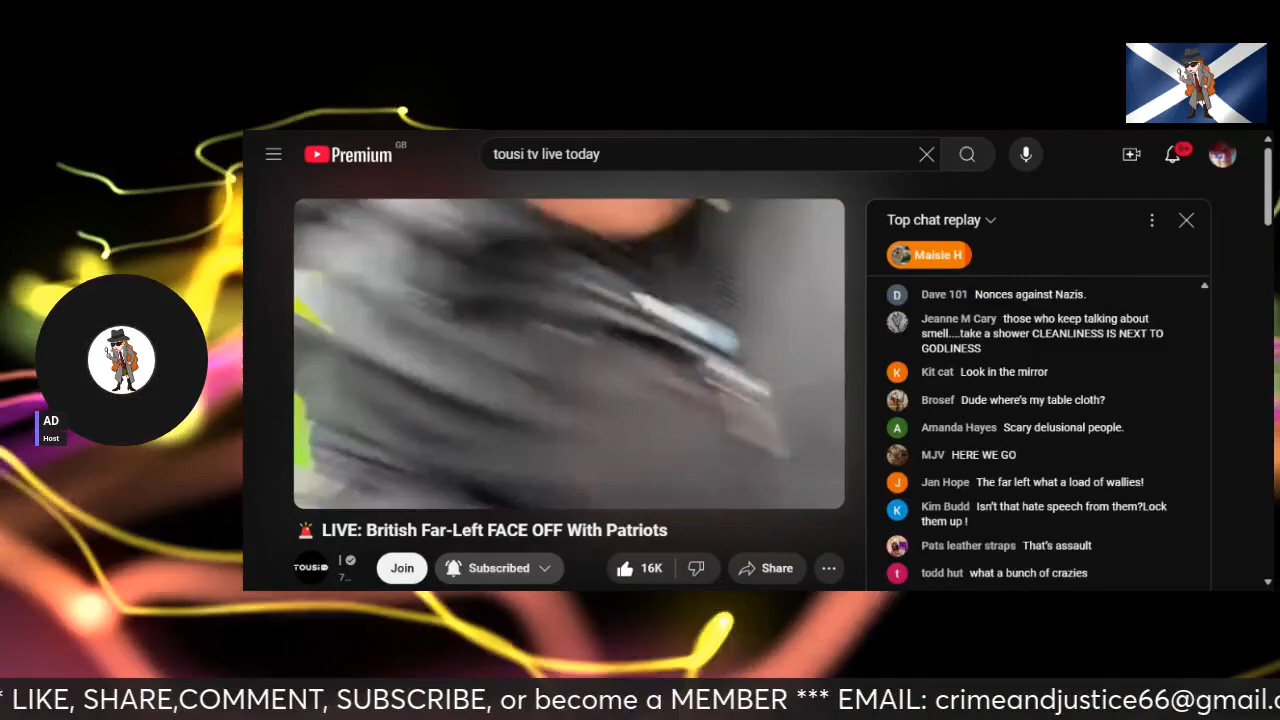 Premium GB
tousi tv live today
9+
Top chat replay
Maisie H
D Dave 101 Nonces against Nazis.
Jeanne M Cary those who keep talking about
smell....take a shower CLEANLINESS IS NEXT TO
GODLINESS
K Kit cat Look in the mirror
Brosef Dude where's my table cloth?
A Amanda Hayes Scary delusional people.
MJV HERE WE GO
J Jan Hope The far left what a load of wallies!
K Kim Budd Isn't that hate speech from them?Lock
them up !
Pats leather straps That's assault
t todd hut what a bunch of crazies
AD
Host
LIVE: British Far-Left FACE OFF With Patriots
TOUSI
7...
Join
Subscribed
16K
Share
* LIKE, SHARE,COMMENT, SUBSCRIBE, or become a MEMBER *** EMAIL: crimeandjustice66@gmail.c